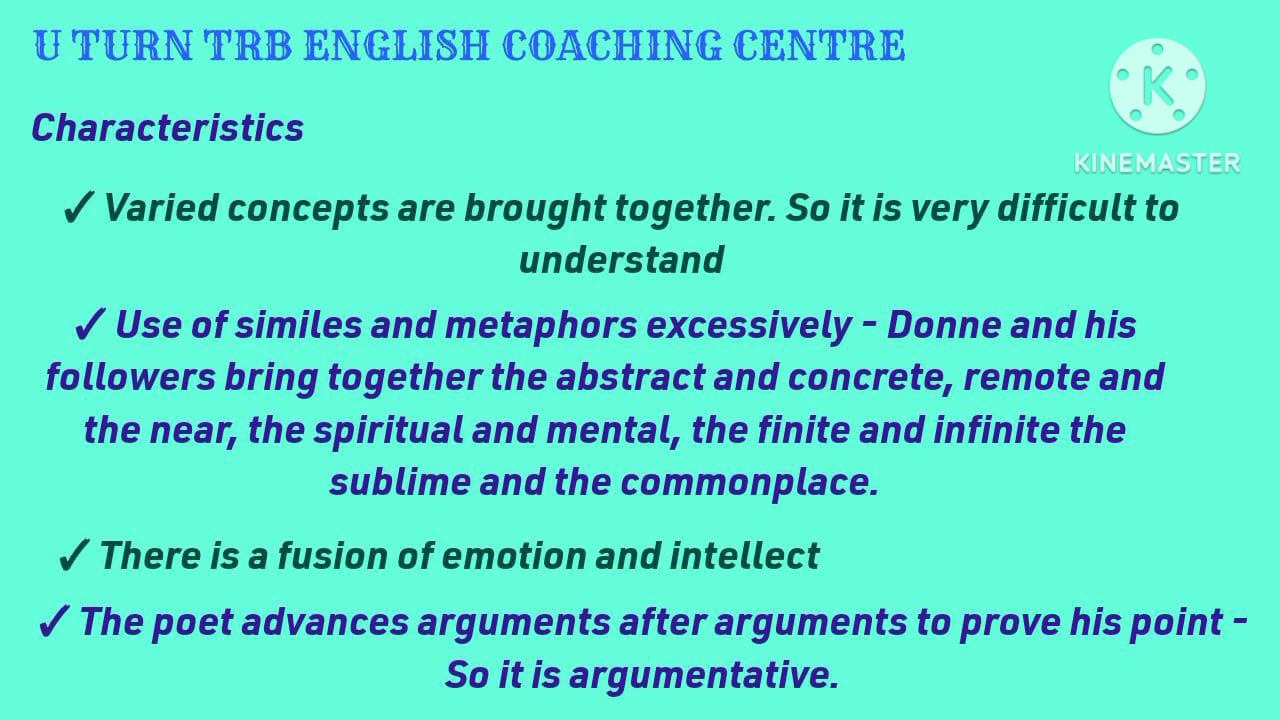 U TURN TRB ENGLISH COACHING CENTRE
K
KINEMASTER
Characteristics
✓ Varied concepts are brought together. So it is very difficult to
understand
✓ Use of similes and metaphors excessively - Donne and his
followers bring together the abstract and concrete, remote and
the near, the spiritual and mental, the finite and infinite the
sublime and the commonplace.
✓ There is a fusion of emotion and intellect
✓ The poet advances arguments after arguments to prove his point -
So it is argumentative.